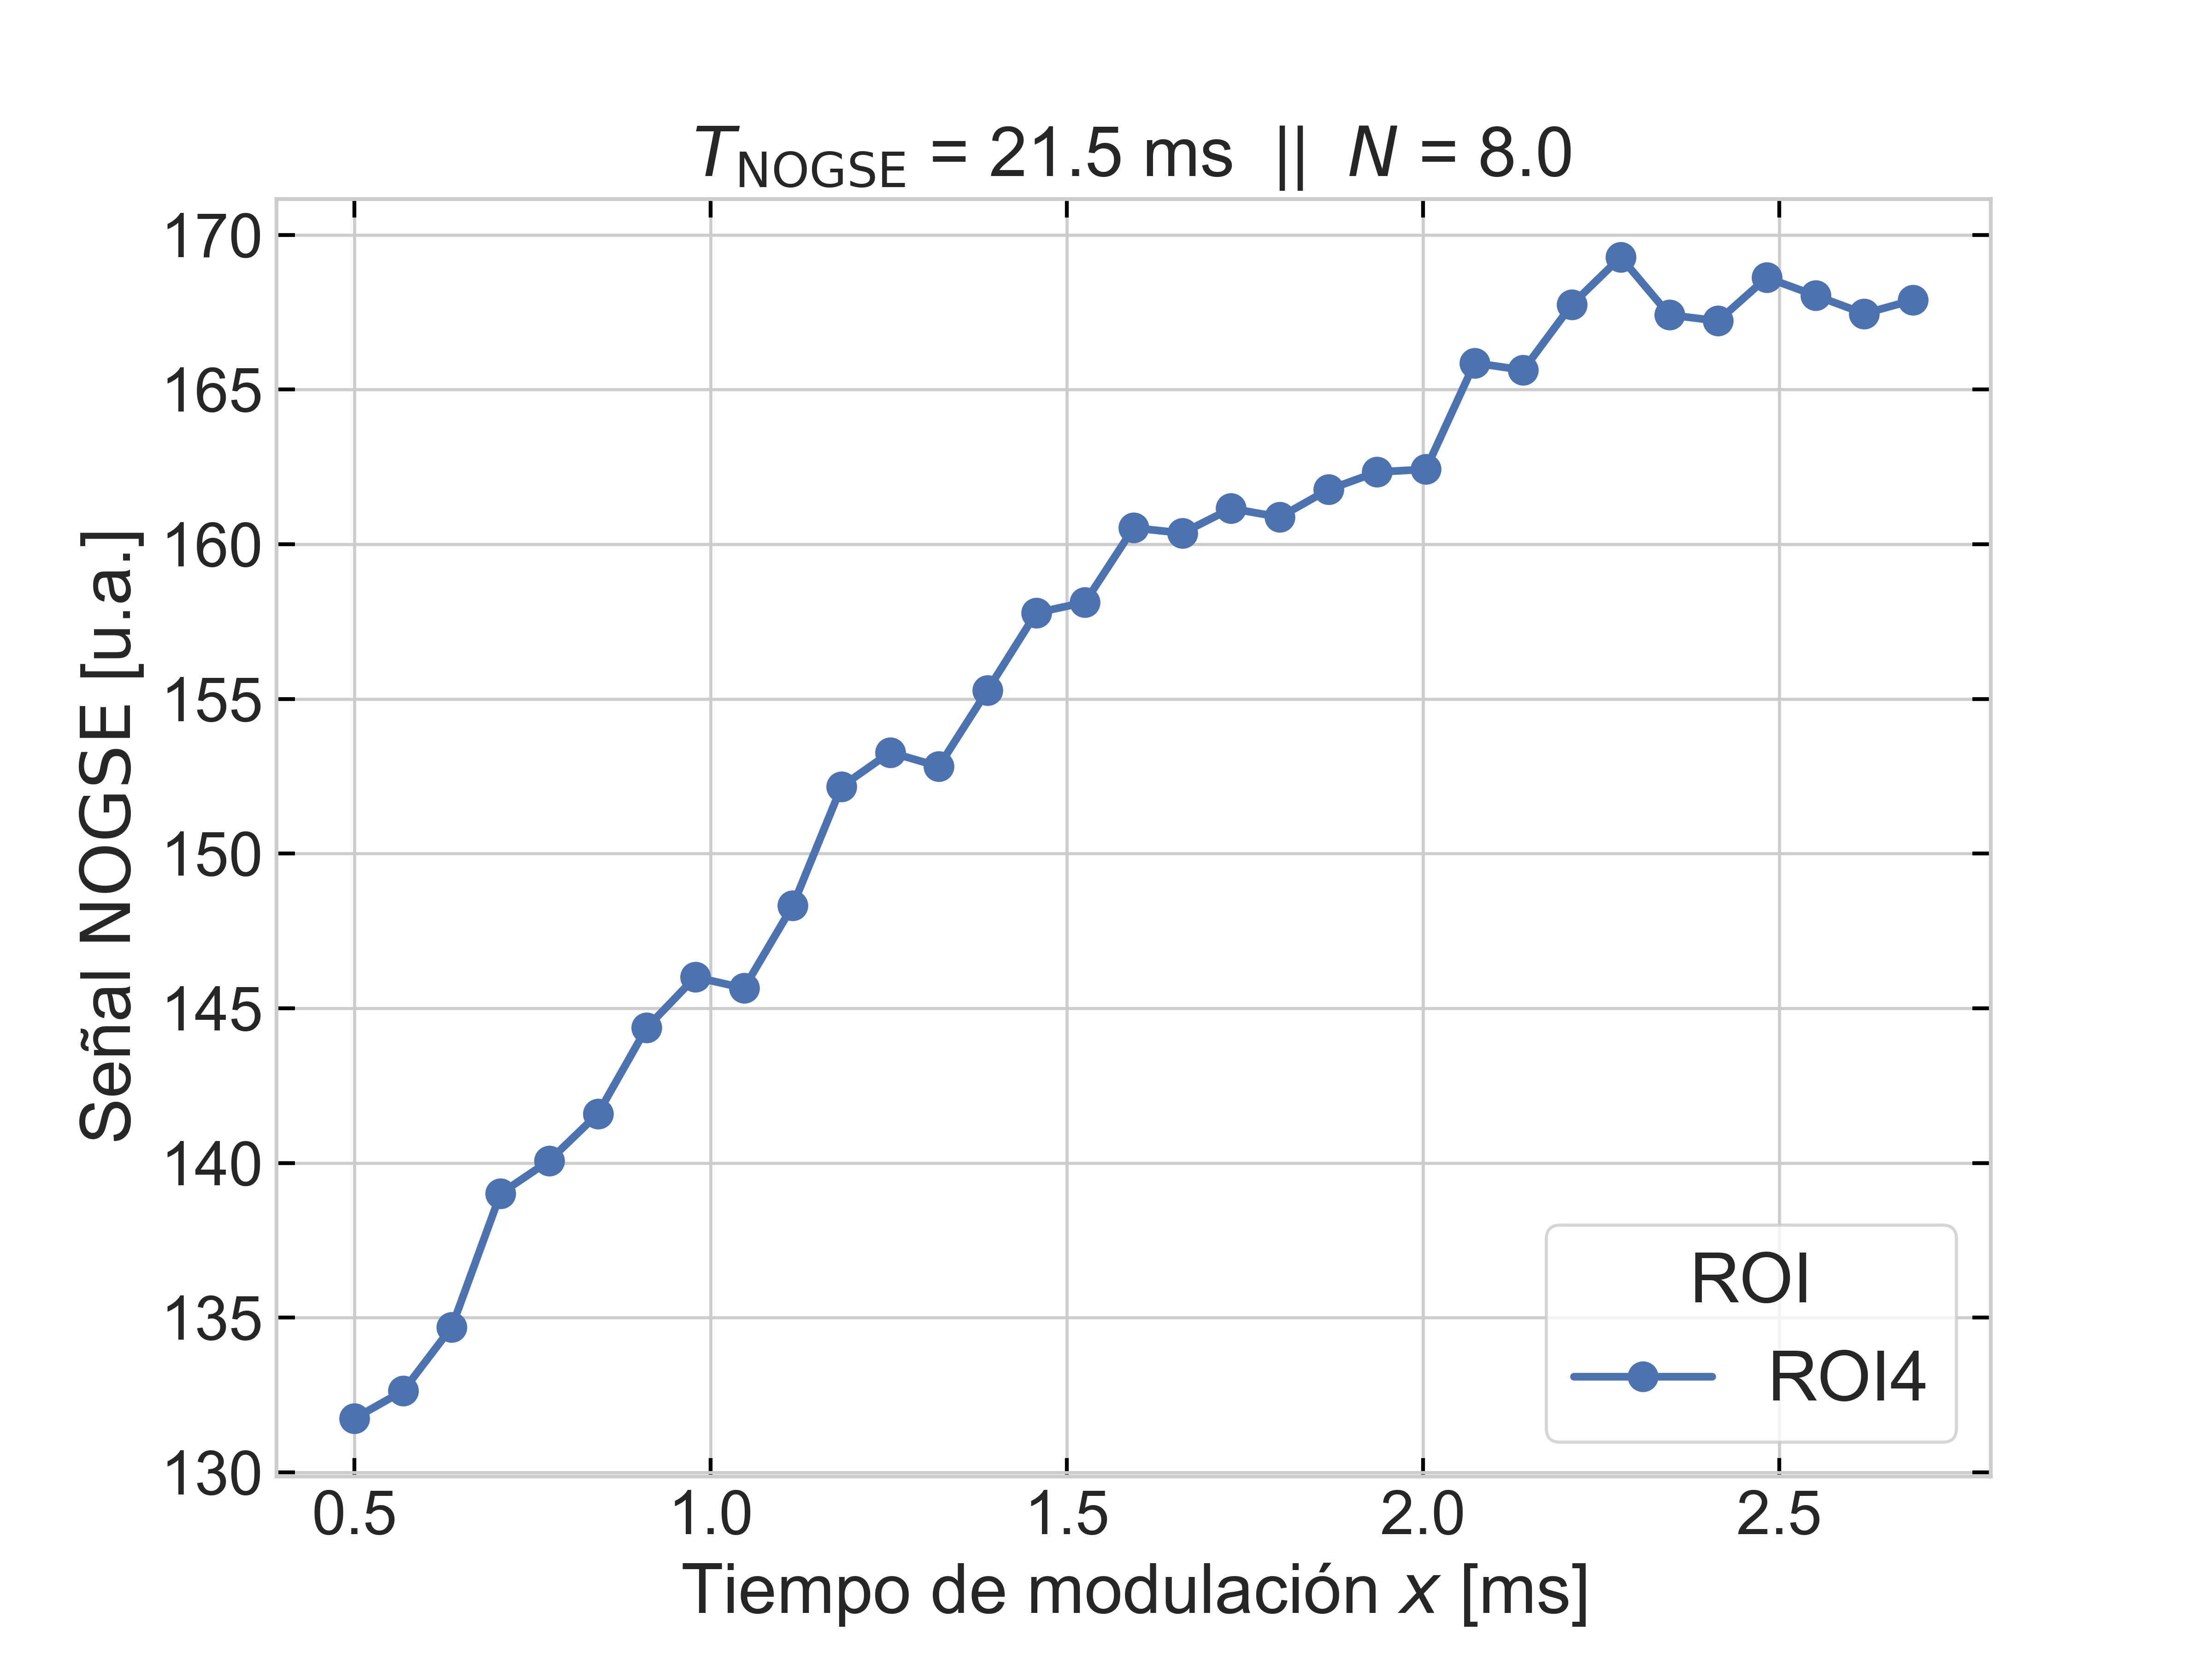 T_NOGSE = 21.5 ms || N = 8.0
170
165
160
155
150
145
140
135
130
Señal NOGSE [u.a.]
ROI
ROI4
0.5 1.0 1.5 2.0 2.5
Tiempo de modulación x [ms]